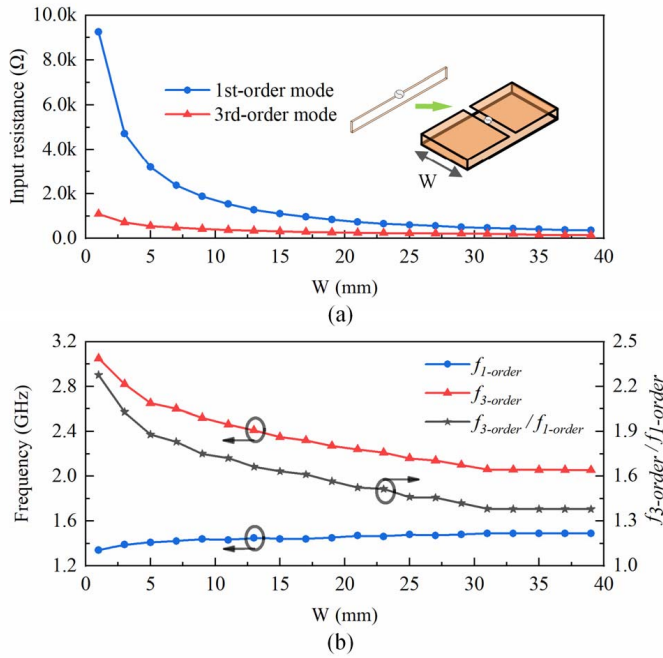 10.0k
8.0k
6.0k
4.0k
2.0k
0.0
Input resistance (Ω)
1st-order mode
3rd-order mode
W
0 5 10 15 20 25 30 35 40
W (mm)
(a)
3.2
2.8
2.4
2.0
1.6
1.2
Frequency (GHz)
f1-order
f3-order
f3-order / f1-order
2.5
2.2
1.9
1.6
1.3
1.0
f3-order / f1-order
0 5 10 15 20 25 30 35 40
W (mm)
(b)